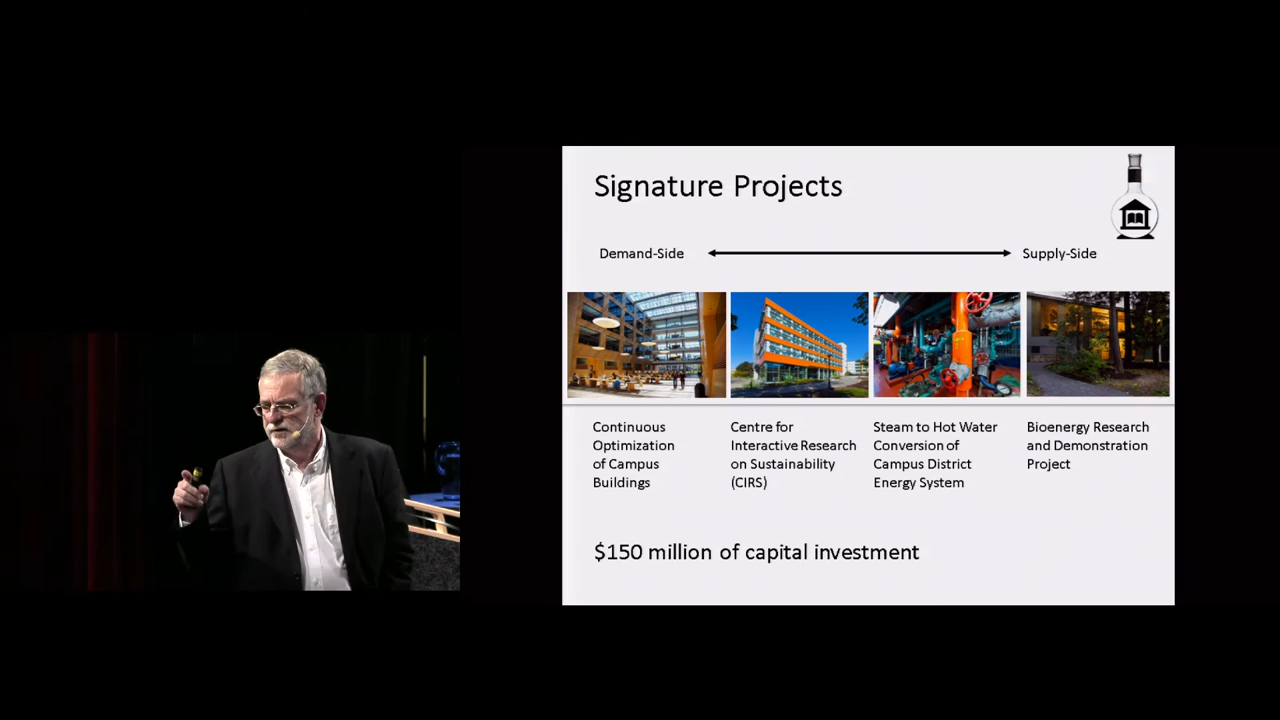 Signature Projects
Demand-Side
Supply-Side
Continuous
Optimization
of Campus
Buildings
Centre for
Interactive Research
on Sustainability
(CIRS)
Steam to Hot Water
Conversion of
Campus District
Energy System
Bioenergy Research
and Demonstration
Project
$150 million of capital investment